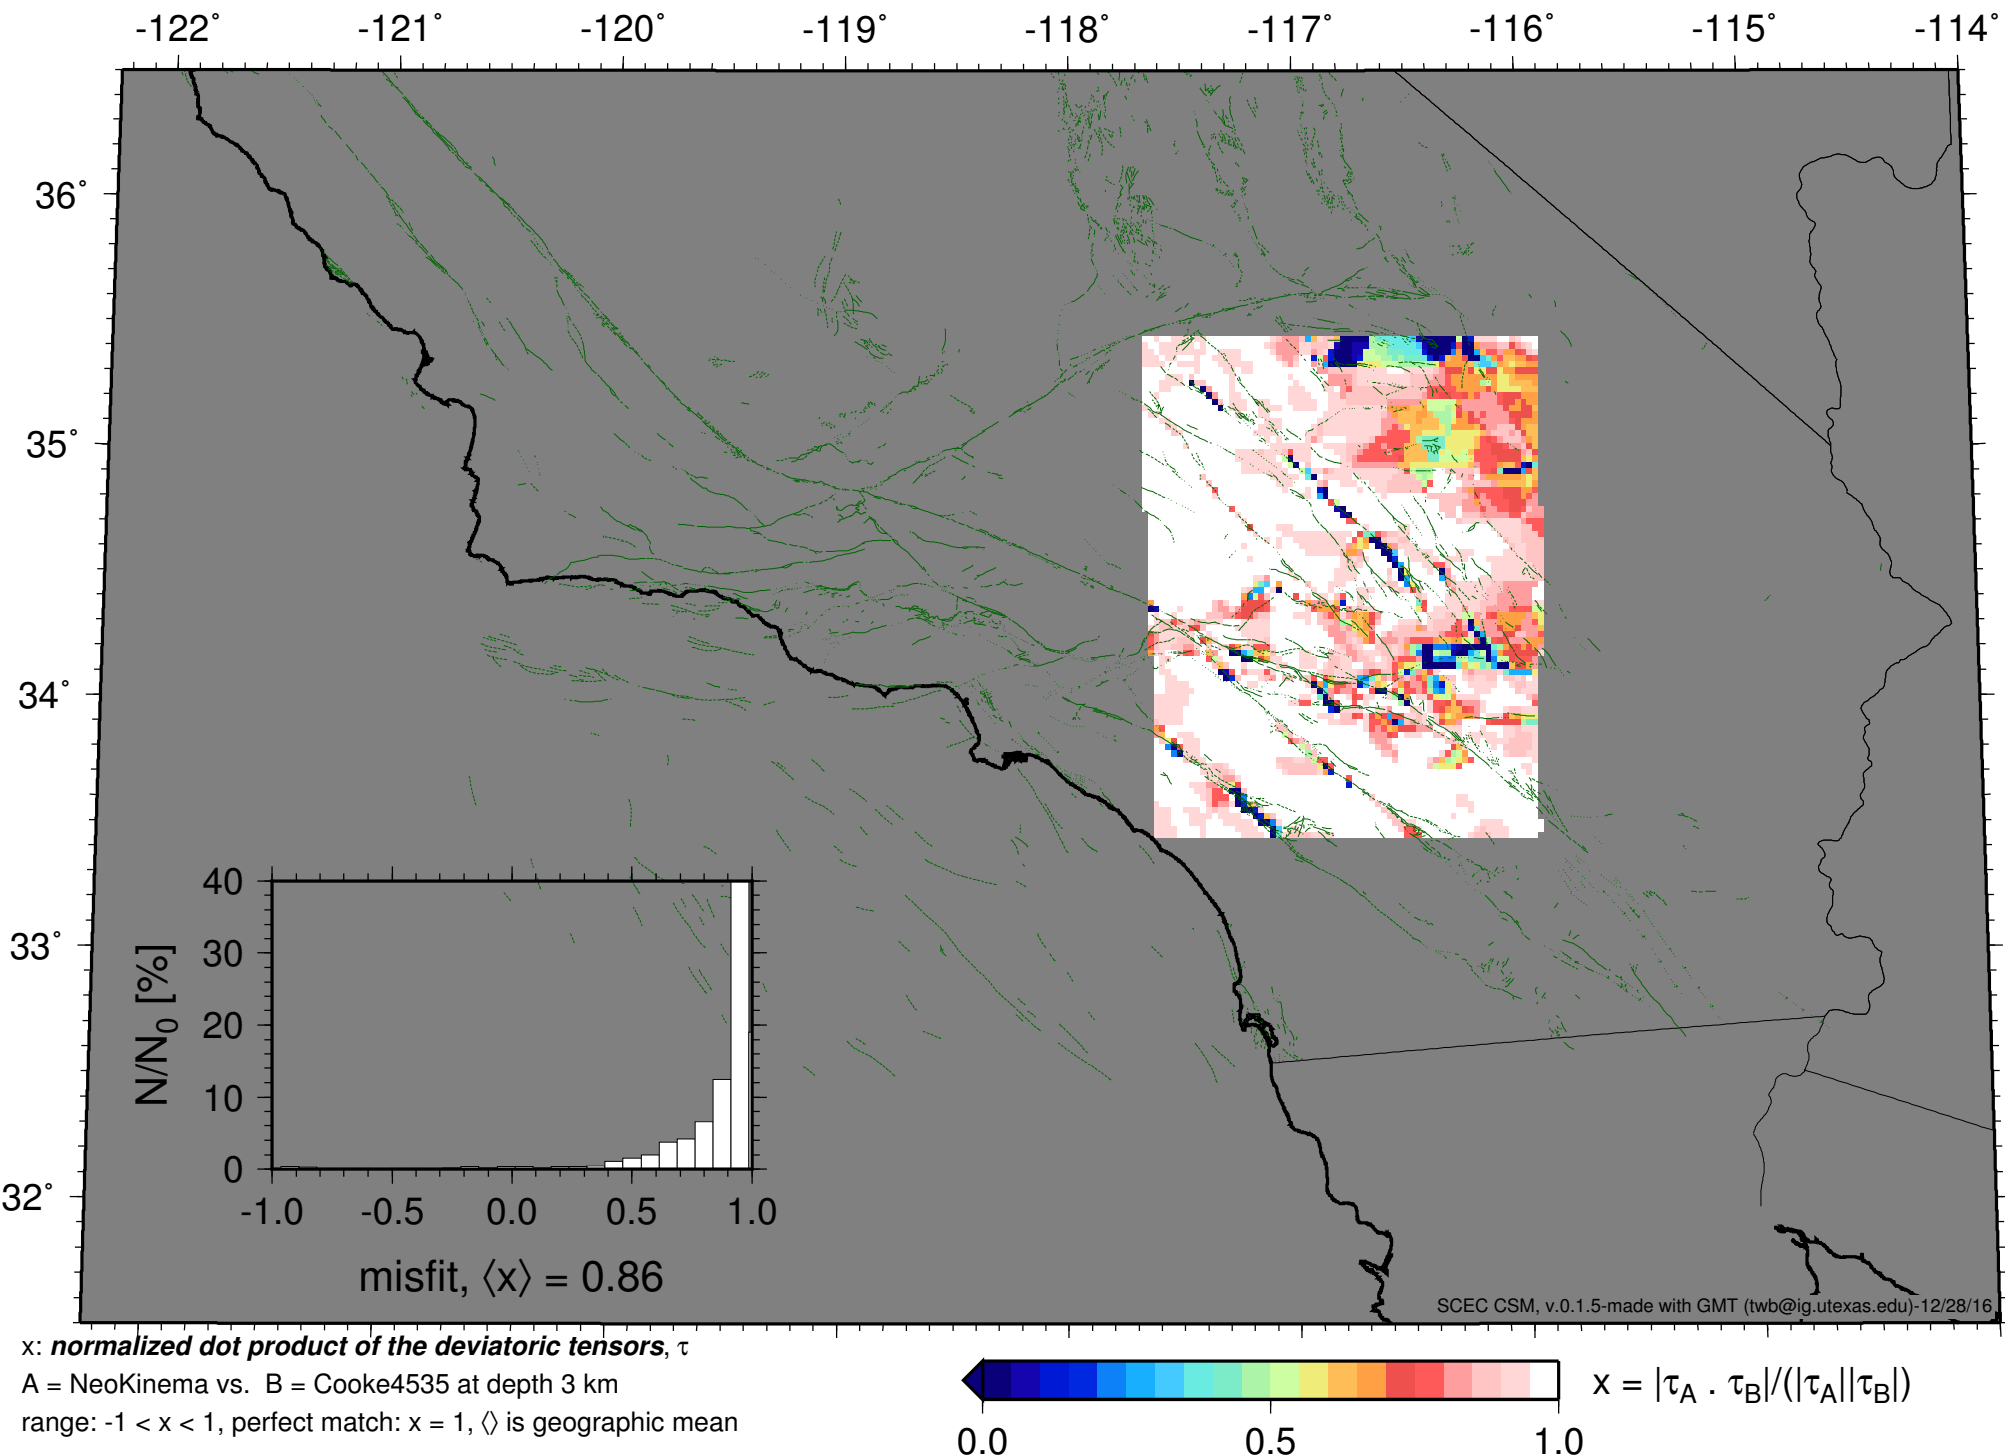 -122° -121° -120° -119° -118° -117° -116° -115° -114°
36°
35°
34°
33°
32°
40
30
20
10
0
N/N0 [%]
-1.0 -0.5 0.0 0.5 1.0
misfit, ⟨x⟩ = 0.86
SCEC CSM, v.0.1.5-made with GMT (twb@ig.utexas.edu)-12/28/16
x: normalized dot product of the deviatoric tensors, τ
A = NeoKinema vs. B = Cooke4535 at depth 3 km
range: -1 < x < 1, perfect match: x = 1, ⟨⟩ is geographic mean
x = |τA . τB|/(|τA||τB|)
0.0 0.5 1.0